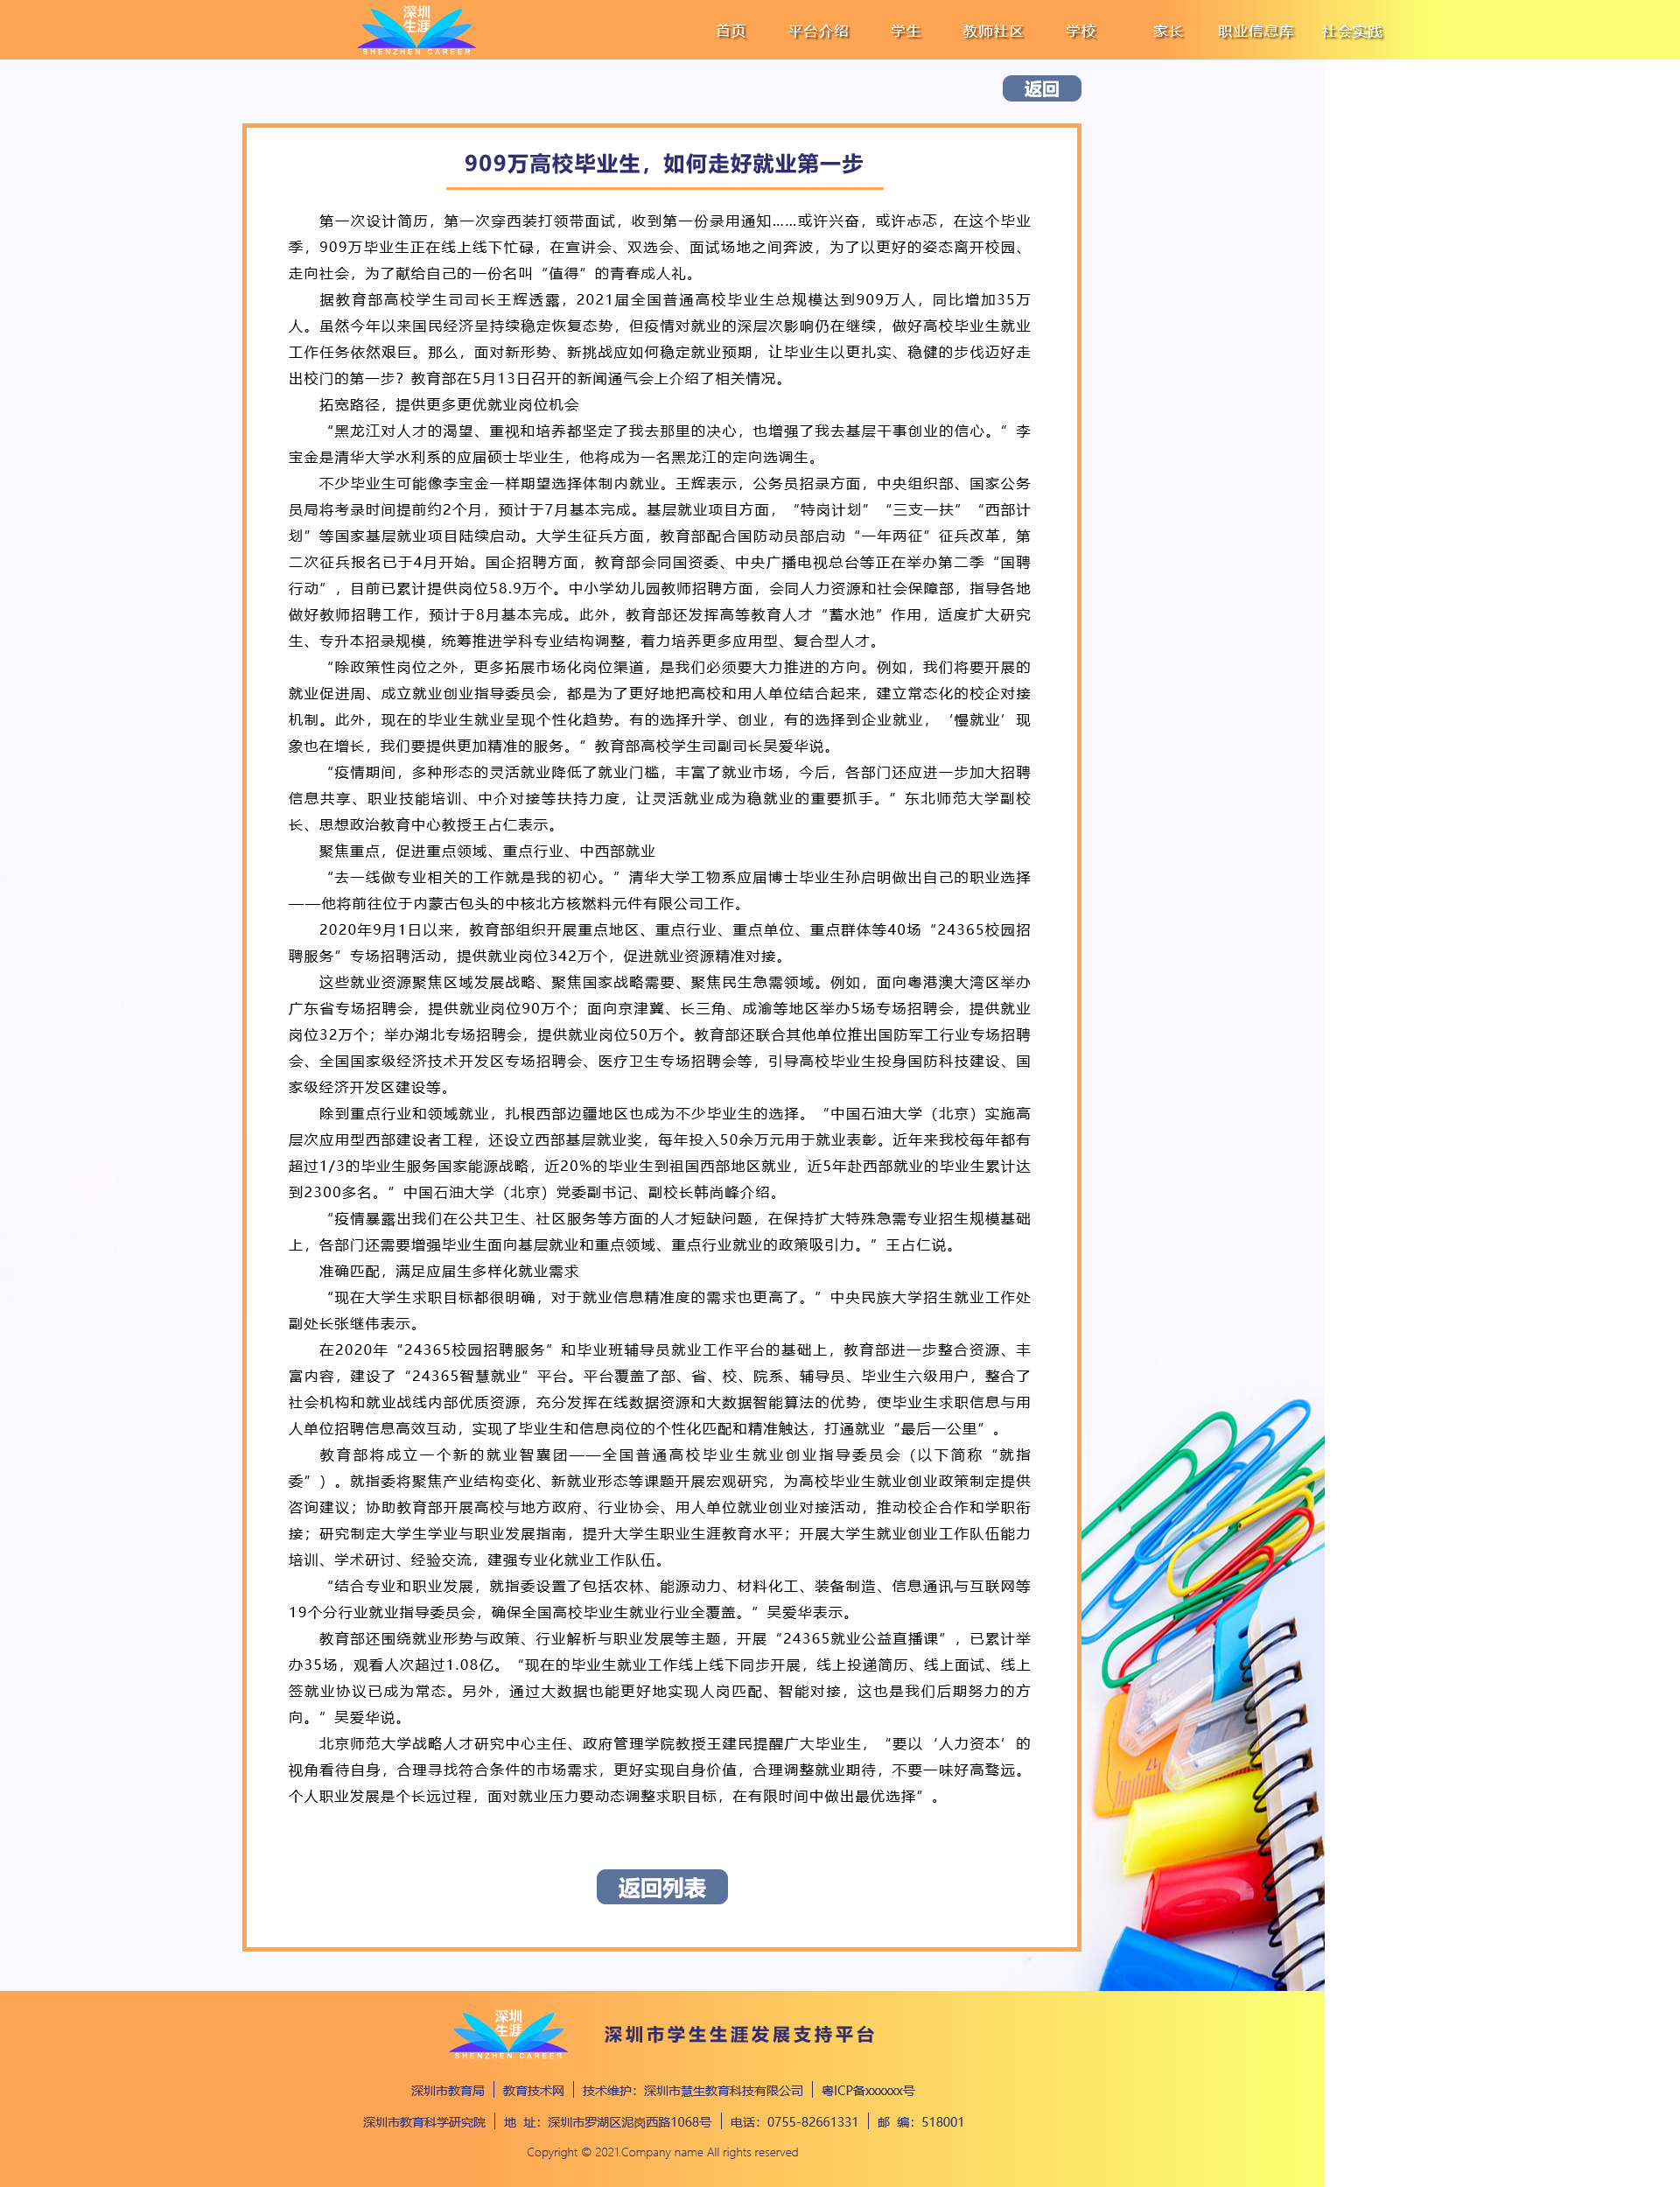 深圳
生涯
SHENZHEN CAREER
首页 平台介绍 学生 教师社区 学校 家长 职业信息库 社会实践
返回
909万高校毕业生，如何走好就业第一步
第一次设计简历，第一次穿西装打领带面试，收到第一份录用通知……或许兴奋，或许忐忑，在这个毕业
季，909万毕业生正在线上线下忙碌，在宣讲会、双选会、面试场地之间奔波，为了以更好的姿态离开校园、
走向社会，为了献给自己的一份名叫“值得”的青春成人礼。
据教育部高校学生司司长王辉透露，2021届全国普通高校毕业生总规模达到909万人，同比增加35万
人。虽然今年以来国民经济呈持续稳定恢复态势，但疫情对就业的深层次影响仍在继续，做好高校毕业生就业
工作任务依然艰巨。那么，面对新形势、新挑战应如何稳定就业预期，让毕业生以更扎实、稳健的步伐迈好走
出校门的第一步？教育部在5月13日召开的新闻通气会上介绍了相关情况。
拓宽路径，提供更多更优就业岗位机会
“黑龙江对人才的渴望、重视和培养都坚定了我去那里的决心，也增强了我去基层干事创业的信心。”李
宝金是清华大学水利系的应届硕士毕业生，他将成为一名黑龙江的定向选调生。
不少毕业生可能像李宝金一样期望选择体制内就业。王辉表示，公务员招录方面，中央组织部、国家公务
员局将考录时间提前约2个月，预计于7月基本完成。基层就业项目方面，“特岗计划”“三支一扶”“西部计
划”等国家基层就业项目陆续启动。大学生征兵方面，教育部配合国防动员部启动“一年两征”征兵改革，第
二次征兵报名已于4月开始。国企招聘方面，教育部会同国资委、中央广播电视总台等正在举办第二季“国聘
行动”，目前已累计提供岗位58.9万个。中小学幼儿园教师招聘方面，会同人力资源和社会保障部，指导各地
做好教师招聘工作，预计于8月基本完成。此外，教育部还发挥高等教育人才“蓄水池”作用，适度扩大研究
生、专升本招录规模，统筹推进学科专业结构调整，着力培养更多应用型、复合型人才。
“除政策性岗位之外，更多拓展市场化岗位渠道，是我们必须要大力推进的方向。例如，我们将要开展的
就业促进周、成立就业创业指导委员会，都是为了更好地把高校和用人单位结合起来，建立常态化的校企对接
机制。此外，现在的毕业生就业呈现个性化趋势。有的选择升学、创业，有的选择到企业就业，‘慢就业’现
象也在增长，我们要提供更加精准的服务。”教育部高校学生司副司长吴爱华说。
“疫情期间，多种形态的灵活就业降低了就业门槛，丰富了就业市场，今后，各部门还应进一步加大招聘
信息共享、职业技能培训、中介对接等扶持力度，让灵活就业成为稳就业的重要抓手。”东北师范大学副校
长、思想政治教育中心教授王占仁表示。
聚焦重点，促进重点领域、重点行业、中西部就业
“去一线做专业相关的工作就是我的初心。”清华大学工物系应届博士毕业生孙启明做出自己的职业选择
——他将前往位于内蒙古包头的中核北方核燃料元件有限公司工作。
2020年9月1日以来，教育部组织开展重点地区、重点行业、重点单位、重点群体等40场“24365校园招
聘服务”专场招聘活动，提供就业岗位342万个，促进就业资源精准对接。
这些就业资源聚焦区域发展战略、聚焦国家战略需要、聚焦民生急需领域。例如，面向粤港澳大湾区举办
广东省专场招聘会，提供就业岗位90万个；面向京津冀、长三角、成渝等地区举办5场专场招聘会，提供就业
岗位32万个；举办湖北专场招聘会，提供就业岗位50万个。教育部还联合其他单位推出国防军工行业专场招聘
会、全国国家级经济技术开发区专场招聘会、医疗卫生专场招聘会等，引导高校毕业生投身国防科技建设、国
家级经济开发区建设等。
除到重点行业和领域就业，扎根西部边疆地区也成为不少毕业生的选择。“中国石油大学（北京）实施高
层次应用型西部建设者工程，还设立西部基层就业奖，每年投入50余万元用于就业表彰。近年来我校每年都有
超过1/3的毕业生服务国家能源战略，近20%的毕业生到祖国西部地区就业，近5年赴西部就业的毕业生累计达
到2300多名。”中国石油大学（北京）党委副书记、副校长韩尚峰介绍。
“疫情暴露出我们在公共卫生、社区服务等方面的人才短缺问题，在保持扩大特殊急需专业招生规模基础
上，各部门还需要增强毕业生面向基层就业和重点领域、重点行业就业的政策吸引力。”王占仁说。
准确匹配，满足应届生多样化就业需求
“现在大学生求职目标都很明确，对于就业信息精准度的需求也更高了。”中央民族大学招生就业工作处
副处长张继伟表示。
在2020年“24365校园招聘服务”和毕业班辅导员就业工作平台的基础上，教育部进一步整合资源、丰
富内容，建设了“24365智慧就业”平台。平台覆盖了部、省、校、院系、辅导员、毕业生六级用户，整合了
社会机构和就业战线内部优质资源，充分发挥在线数据资源和大数据智能算法的优势，使毕业生求职信息与用
人单位招聘信息高效互动，实现了毕业生和信息岗位的个性化匹配和精准触达，打通就业“最后一公里”。
教育部将成立一个新的就业智囊团——全国普通高校毕业生就业创业指导委员会（以下简称“就指
委”）。就指委将聚焦产业结构变化、新就业形态等课题开展宏观研究，为高校毕业生就业创业政策制定提供
咨询建议；协助教育部开展高校与地方政府、行业协会、用人单位就业创业对接活动，推动校企合作和学职衔
接；研究制定大学生学业与职业发展指南，提升大学生职业生涯教育水平；开展大学生就业创业工作队伍能力
培训、学术研讨、经验交流，建强专业化就业工作队伍。
“结合专业和职业发展，就指委设置了包括农林、能源动力、材料化工、装备制造、信息通讯与互联网等
19个分行业就业指导委员会，确保全国高校毕业生就业行业全覆盖。”吴爱华表示。
教育部还围绕就业形势与政策、行业解析与职业发展等主题，开展“24365就业公益直播课”，已累计举
办35场，观看人次超过1.08亿。“现在的毕业生就业工作线上线下同步开展，线上投递简历、线上面试、线上
签就业协议已成为常态。另外，通过大数据也能更好地实现人岗匹配、智能对接，这也是我们后期努力的方
向。”吴爱华说。
北京师范大学战略人才研究中心主任、政府管理学院教授王建民提醒广大毕业生，“要以‘人力资本’的
视角看待自身，合理寻找符合条件的市场需求，更好实现自身价值，合理调整就业期待，不要一味好高骛远。
个人职业发展是个长远过程，面对就业压力要动态调整求职目标，在有限时间中做出最优选择”。
返回列表
深圳
生涯
SHENZHEN CAREER
深圳市学生生涯发展支持平台
深圳市教育局 教育技术网 技术维护：深圳市慧生教育科技有限公司 粤ICP备xxxxxx号
深圳市教育科学研究院 地 址：深圳市罗湖区泥岗西路1068号 电话：0755-82661331 邮 编：518001
Copyright © 2021.Company name All rights reserved